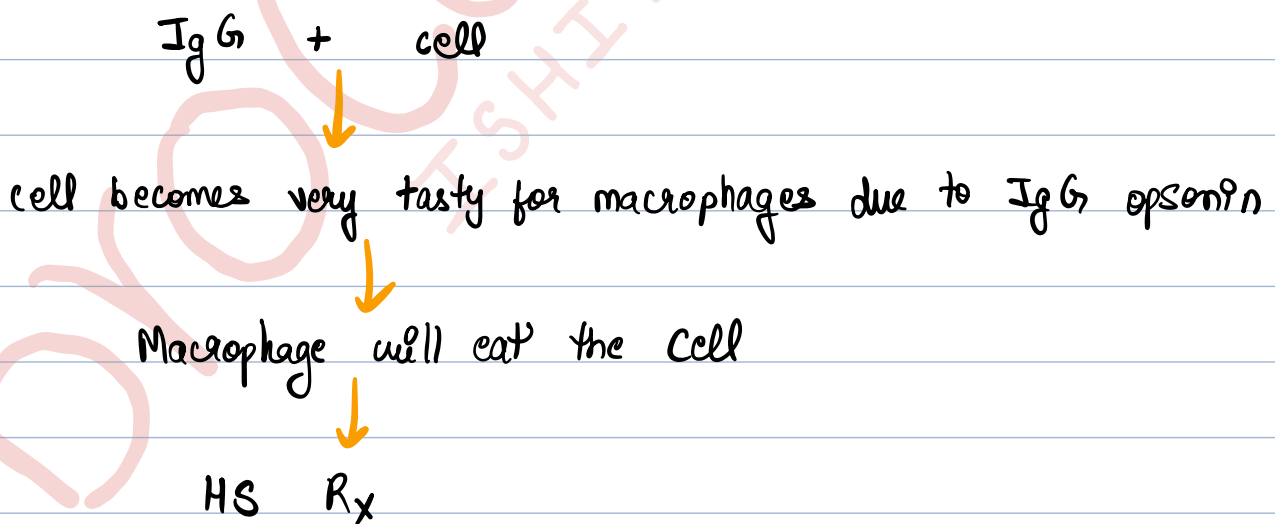 IgG + cell
cell becomes very tasty for macrophages due to IgG opsonin
Macrophage will eat the cell
HS Rx